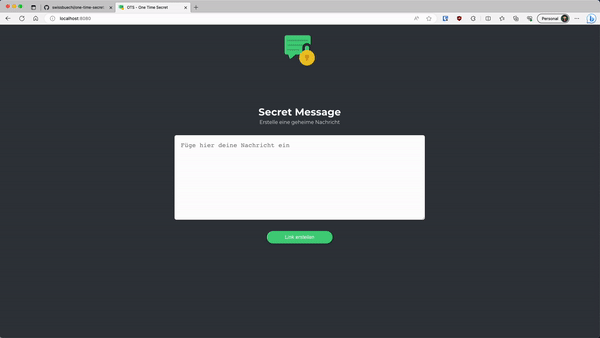 swissbuechi/one-time-secret
OTS - One Time Secret
localhost:8080
Personal
Secret Message
Erstelle eine geheime Nachricht
Füge hier deine Nachricht ein
Link erstellen